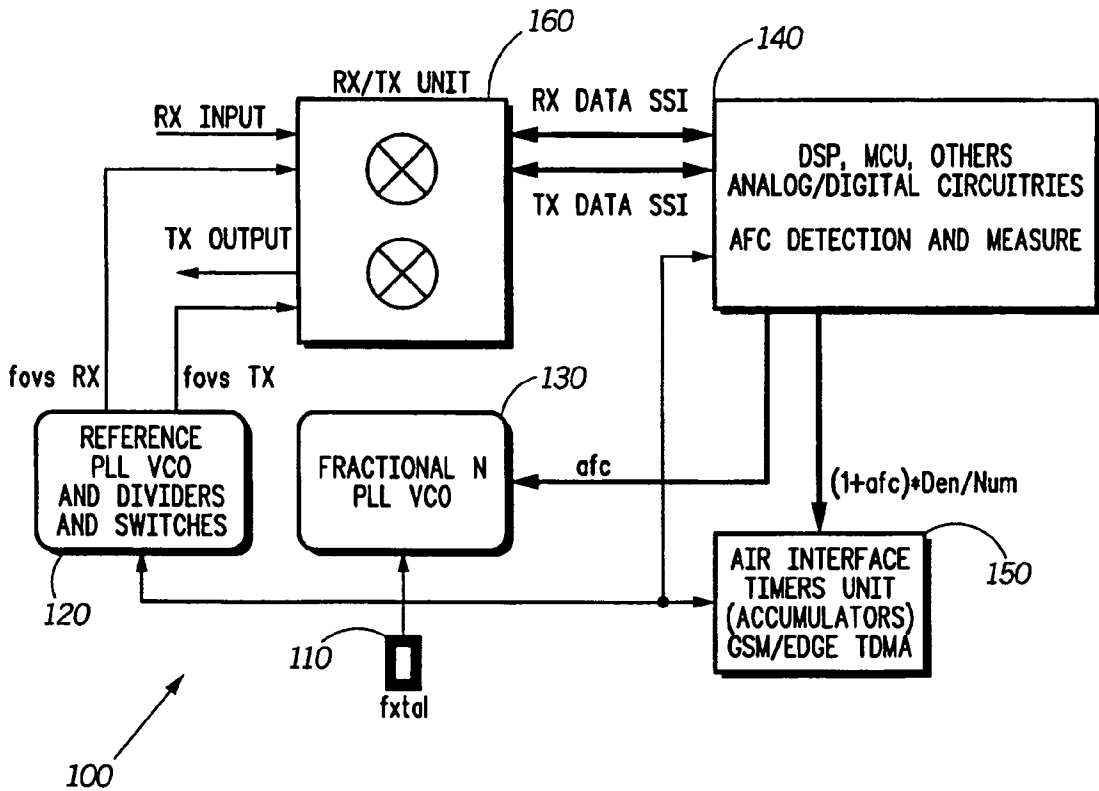 160
140
RX/TX UNIT
RX INPUT
RX DATA SSI
TX DATA SSI
DSP, MCU, OTHERS
ANALOG/DIGITAL CIRCUITRIES
AFC DETECTION AND MEASURE
TX OUTPUT
fovs RX
fovs TX
130
REFERENCE
PLL VCO
AND DIVIDERS
AND SWITCHES
FRACTIONAL N
PLL VCO
afc
(1+afc)*Den/Num
150
AIR INTERFACE
TIMERS UNIT
(ACCUMULATORS)
GSM/EDGE TDMA
120
110
fxtal
100